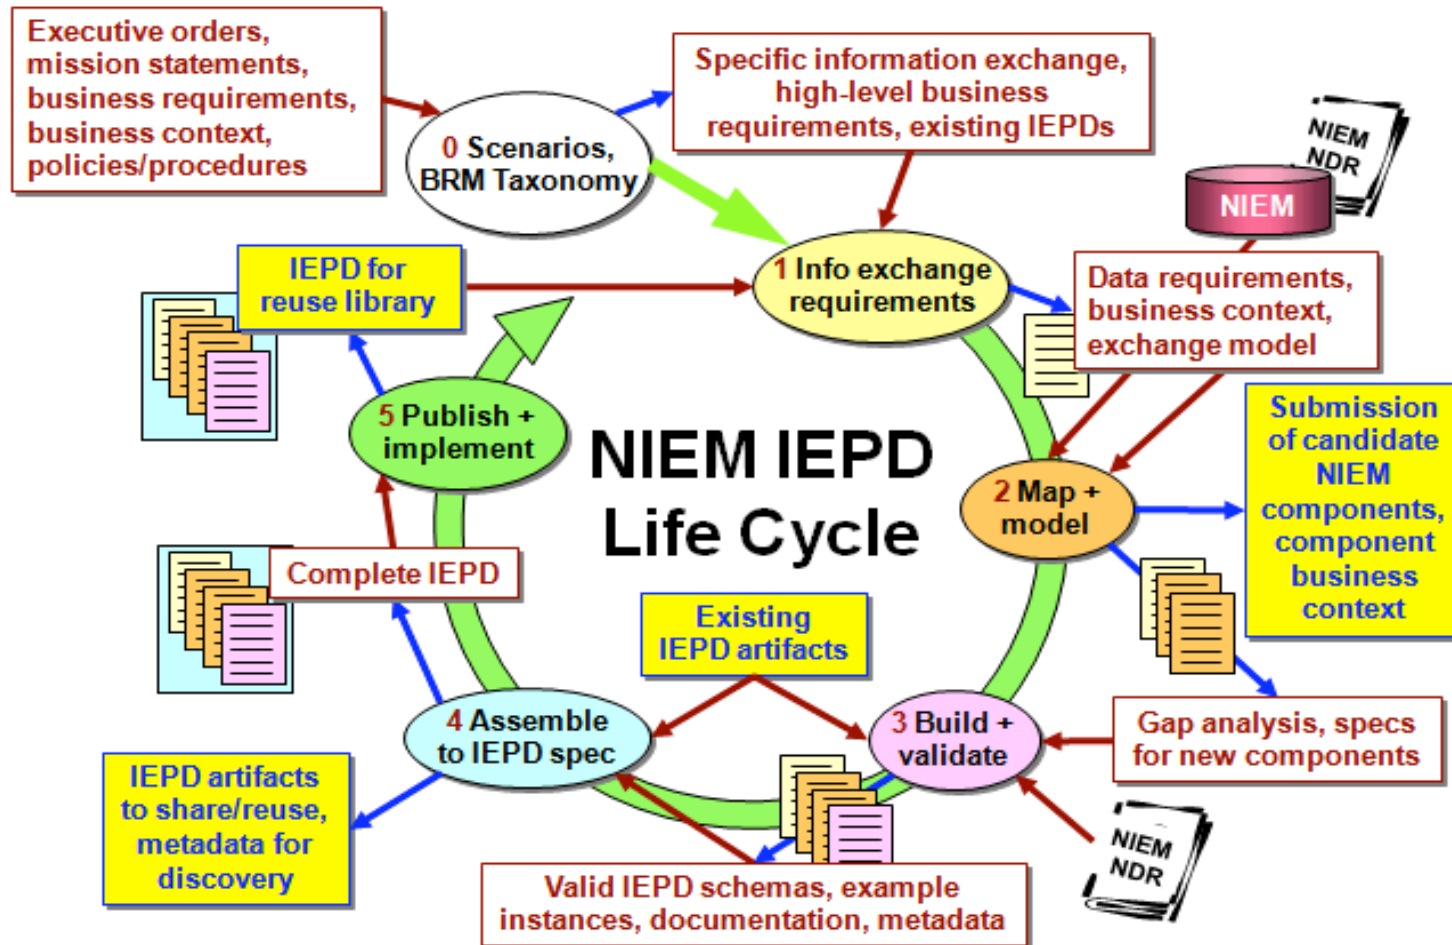 Executive orders,
mission statements,
business requirements,
business context,
policies/procedures
0 Scenarios,
BRM Taxonomy
Specific information exchange,
high-level business
requirements, existing IEPDs
NIEM
NDR
NIEM
IEPD for
reuse library
1 Info exchange
requirements
Data requirements,
business context,
exchange model
5 Publish +
implement
NIEM IEPD
Life Cycle
2 Map +
model
Submission
of candidate
NIEM
components,
component
business
context
Complete IEPD
Existing
IEPD artifacts
4 Assemble
to IEPD spec
3 Build +
validate
Gap analysis, specs
for new components
IEPD artifacts
to share/reuse,
metadata for
discovery
NIEM
NDR
Valid IEPD schemas, example
instances, documentation, metadata